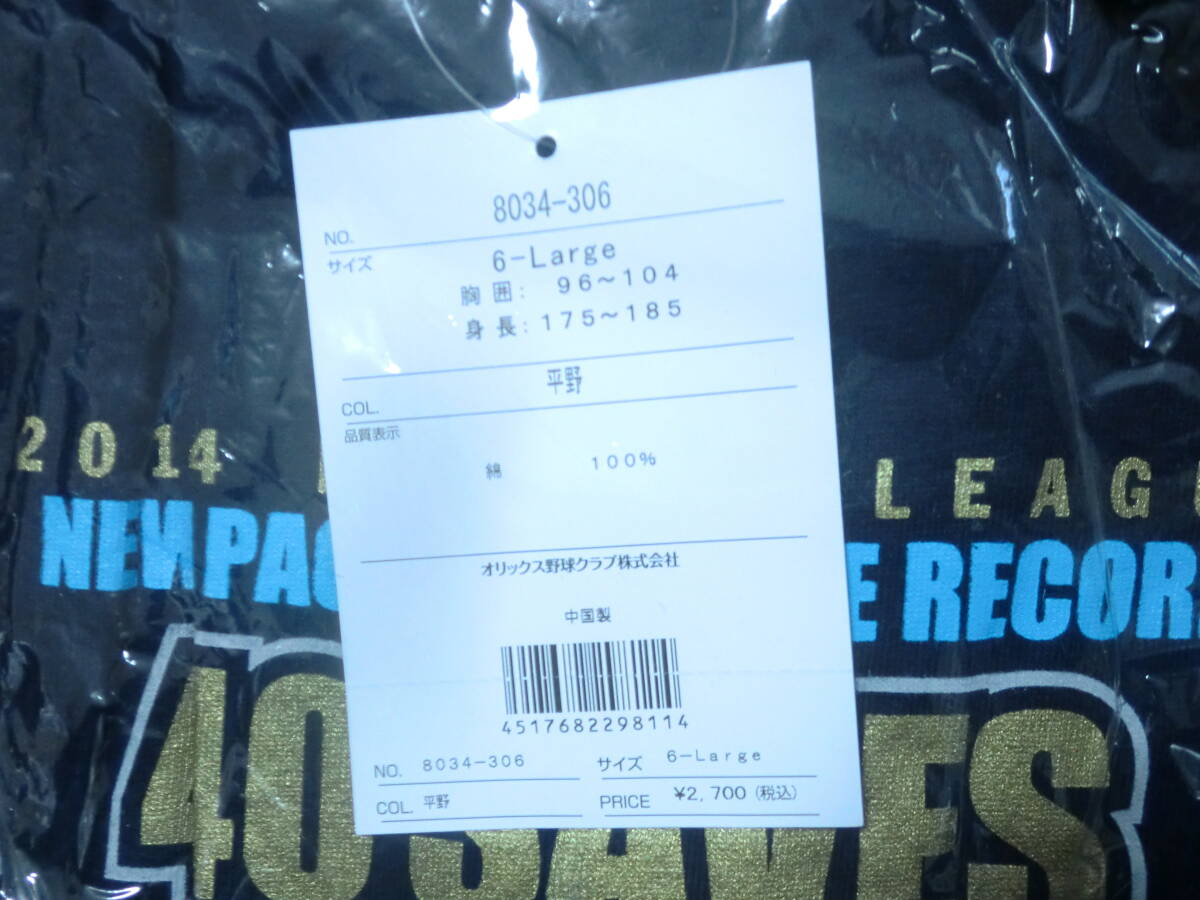 8034-306
NO.
サイズ 6-Large
胸囲: 96~104
身長:175~185
平野
COL.
品質表示
綿 100%
オリックス野球クラブ株式会社
中国製
4517682298114
NO. 8034-306 サイズ 6-Large
COL. 平野 PRICE ¥2,700 (税込)
2014 LEAG
NEW PAC E RECOR
40 SAVES